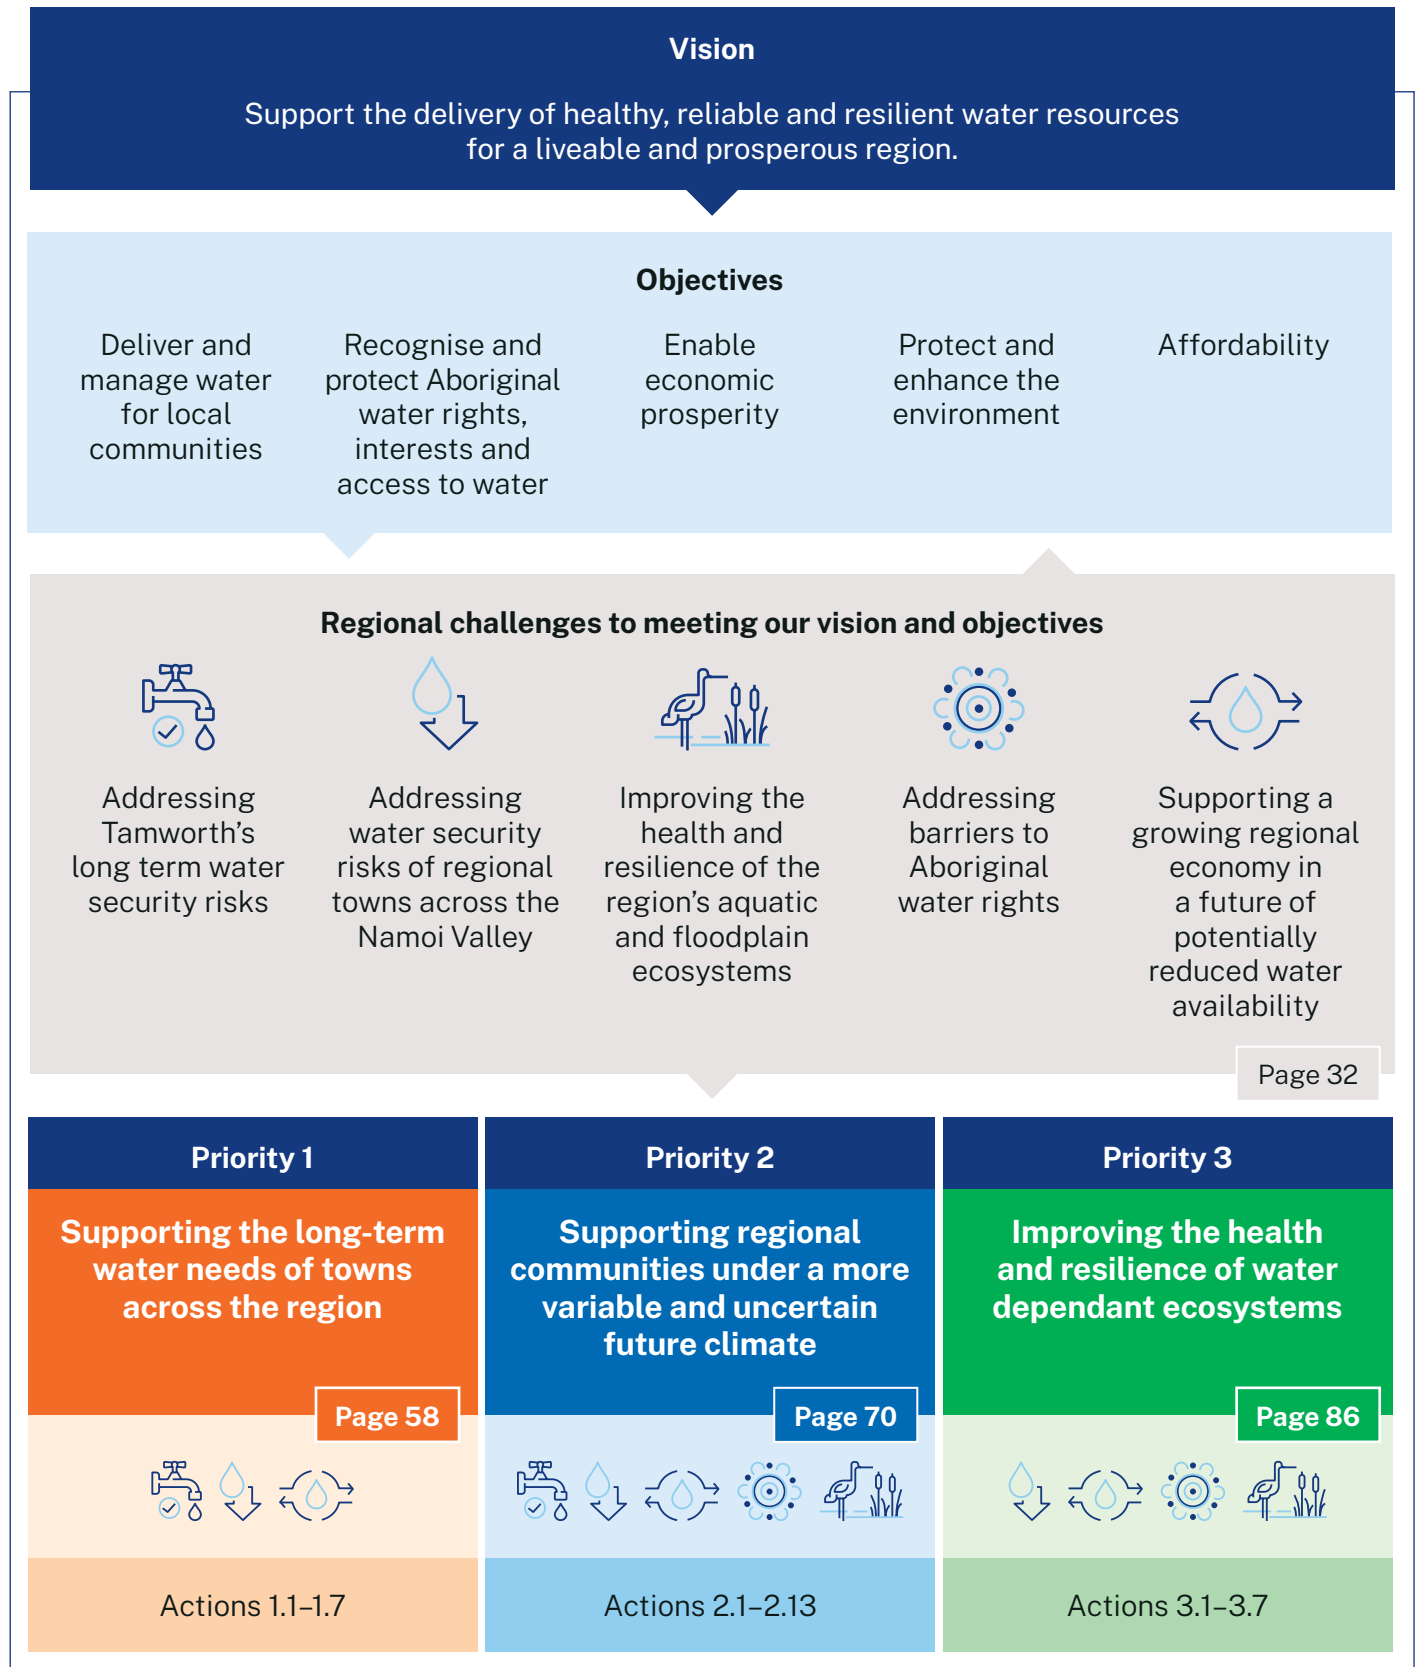 Vision
Support the delivery of healthy, reliable and resilient water resources
for a liveable and prosperous region.
Objectives
Deliver and
manage water
for local
communities
Recognise and
protect Aboriginal
water rights,
interests and
access to water
Enable
economic
prosperity
Protect and
enhance the
environment
Affordability
Regional challenges to meeting our vision and objectives
Addressing
Tamworth’s
long term water
security risks
Addressing
water security
risks of regional
towns across the
Namoi Valley
Improving the
health and
resilience of the
region’s aquatic
and floodplain
ecosystems
Addressing
barriers to
Aboriginal
water rights
Supporting a
growing regional
economy in
a future of
potentially
reduced water
availability
Page 32
Priority 1
Supporting the long-term
water needs of towns
across the region
Page 58
Actions 1.1–1.7
Priority 2
Supporting regional
communities under a more
variable and uncertain
future climate
Page 70
Actions 2.1–2.13
Priority 3
Improving the health
and resilience of water
dependant ecosystems
Page 86
Actions 3.1–3.7